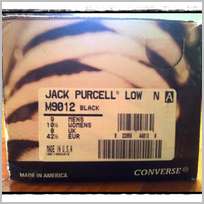 JACK PURCELL® LOW N A
M9012 BLACK
9 MENS
10½ WOMENS
8 UK
42½ EUR
MADE IN U.S.A
MADE IN AMERICA
CONVERSE